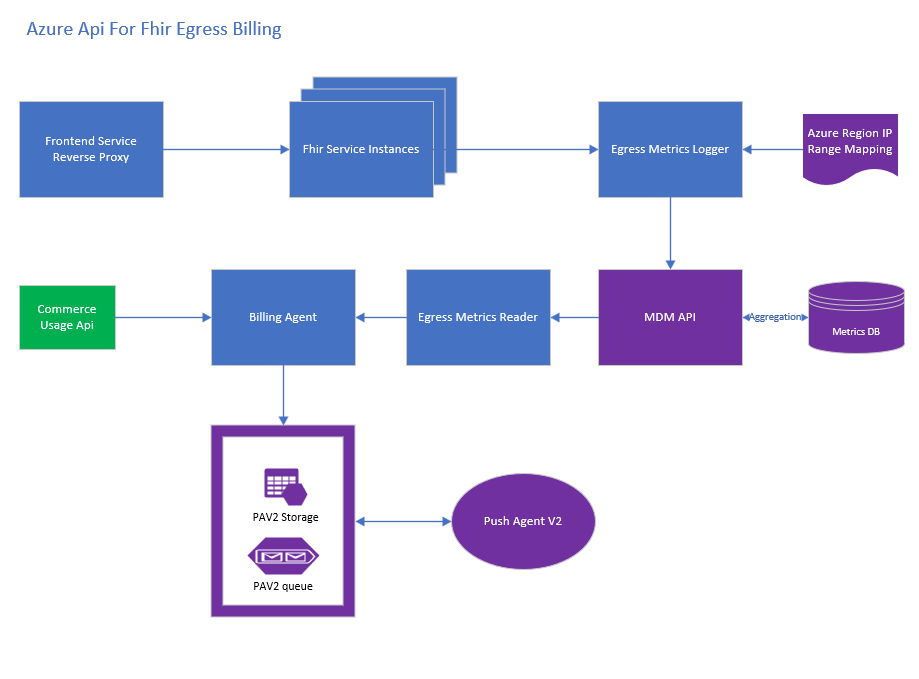 Azure Api For Fhir Egress Billing
Frontend Service
Reverse Proxy
Fhir Service Instances
Egress Metrics Logger
Azure Region IP
Range Mapping
Commerce
Usage Api
Billing Agent
Egress Metrics Reader
MDM API
Aggregation
Metrics DB
PAV2 Storage
PAV2 queue
Push Agent V2